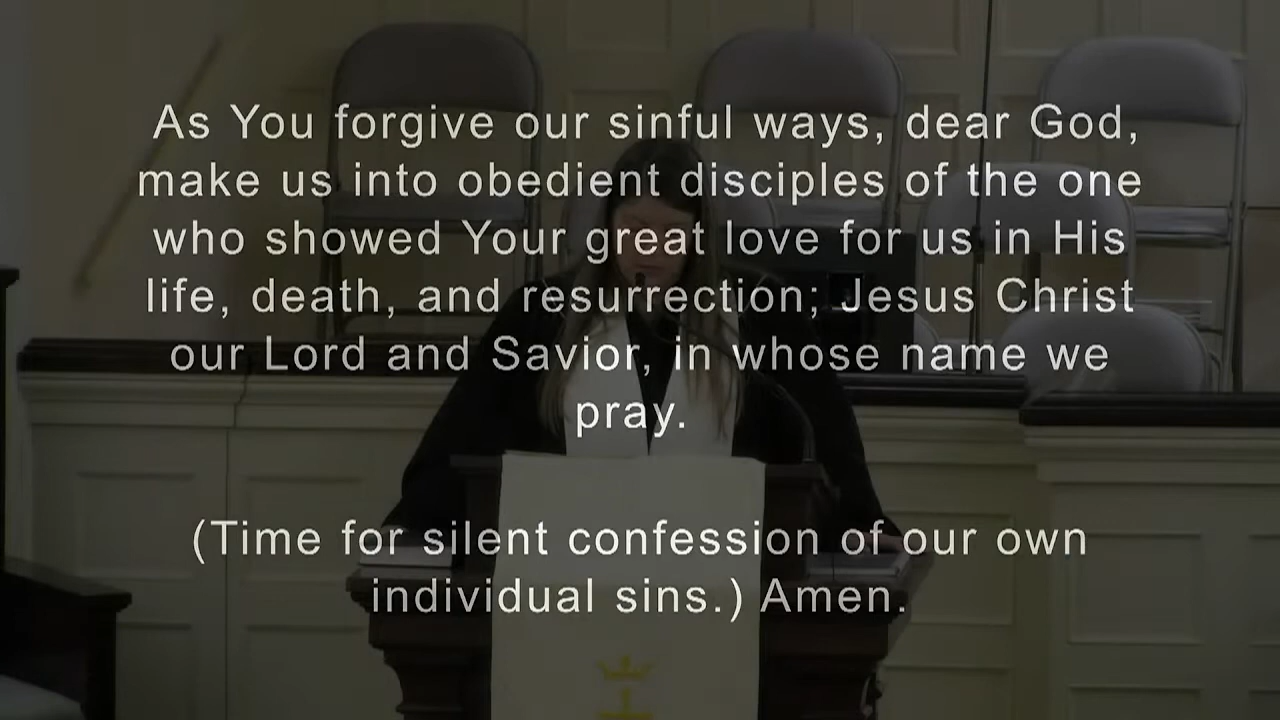 As You forgive our sinful ways, dear God,
make us into obedient disciples of the one
who showed Your great love for us in His
life, death, and resurrection; Jesus Christ
our Lord and Savior, in whose name we
pray.
(Time for silent confession of our own
individual sins.) Amen.